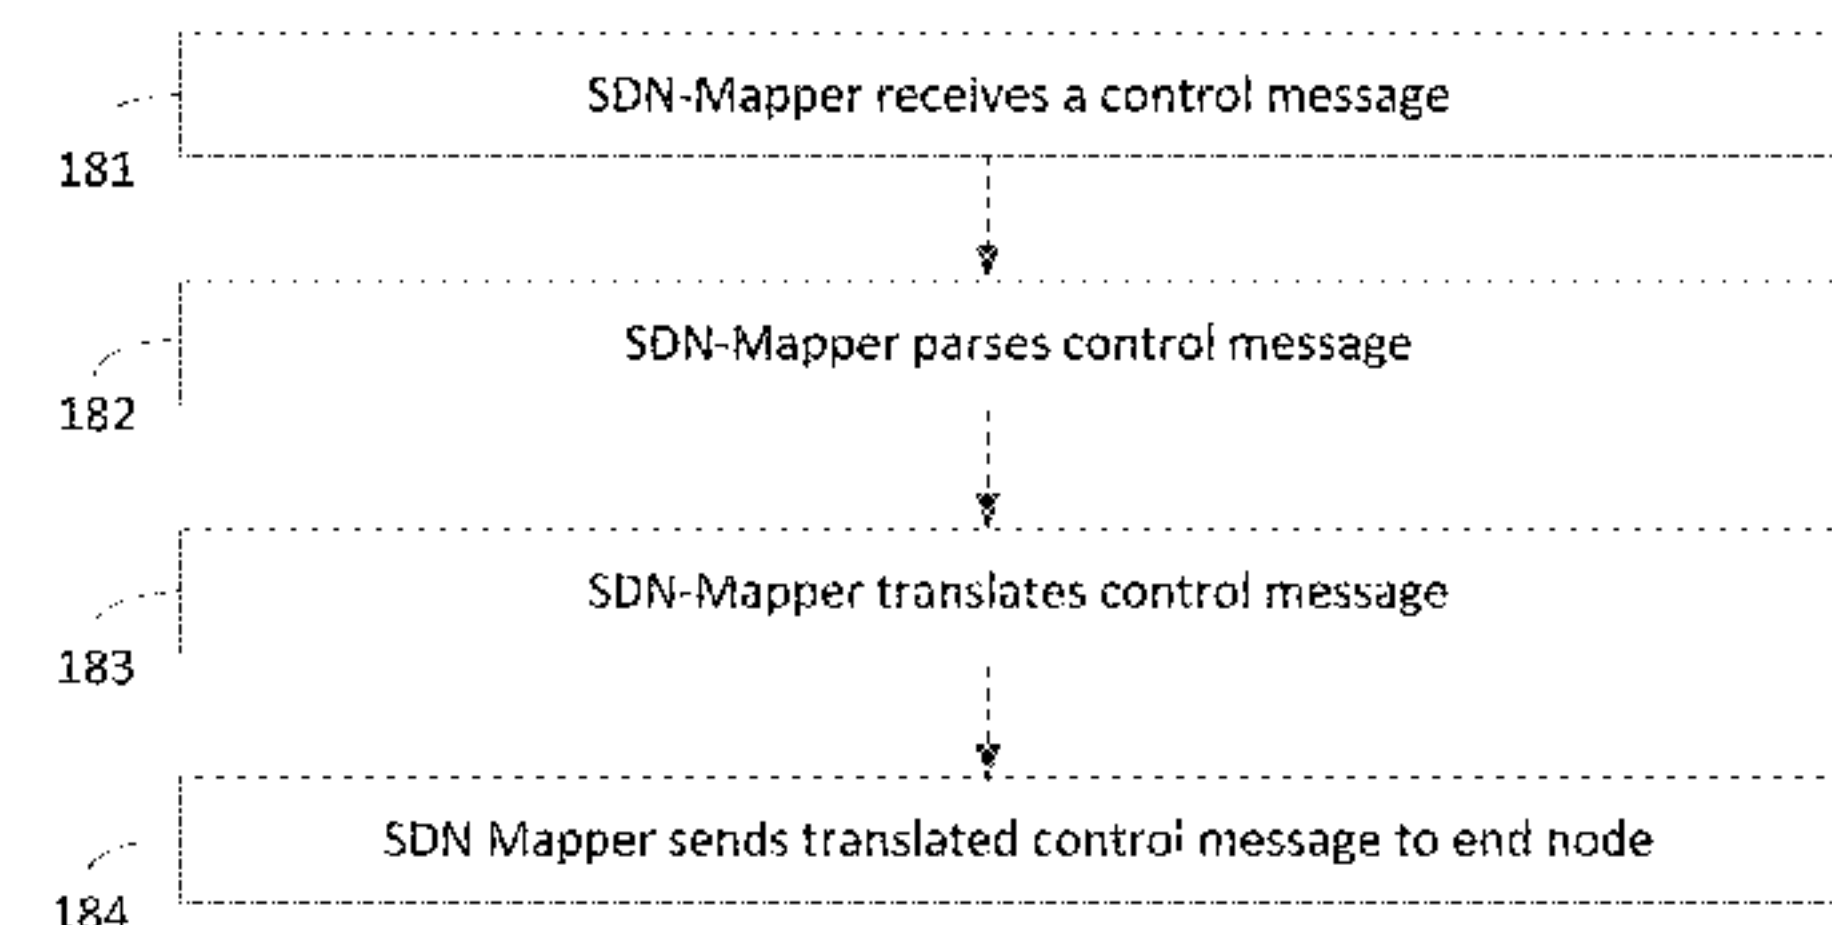 SDN-Mapper receives a control message
181
SDN-Mapper parses control message
182
SDN-Mapper translates control message
183
SDN Mapper sends translated control message to end node
184